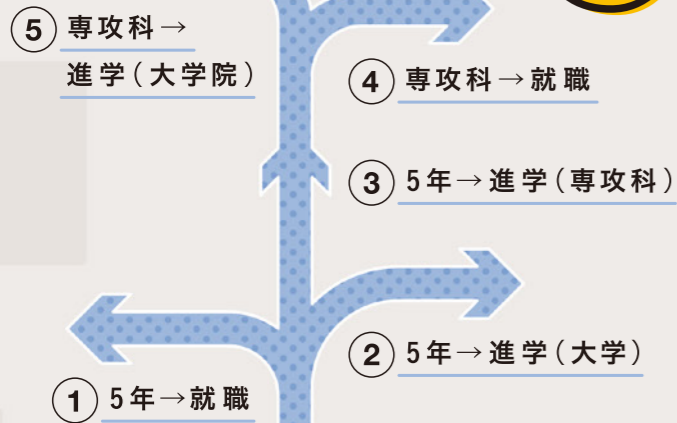 ⑤ 専攻科→
進学(大学院)
④ 専攻科→就職
③ 5年→進学(専攻科)
② 5年→進学(大学)
① 5年→就職